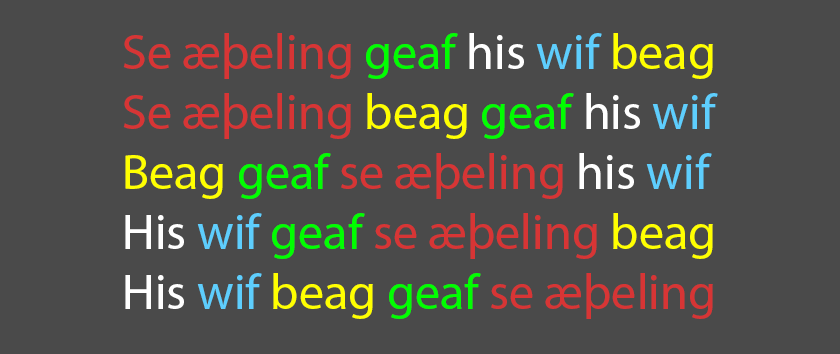 Se æþeling geaf his wif beag
Se æþeling beag geaf his wif
Beag geaf se æþeling his wif
His wif geaf se æþeling beag
His wif beag geaf se æþeling